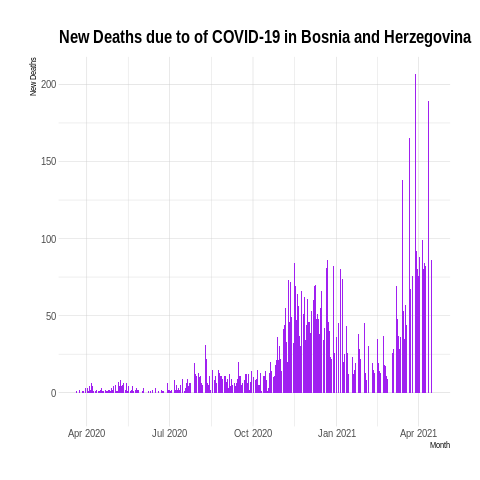 New Deaths due to of COVID-19 in Bosnia and Herzegovina
New Deaths
200
150
100
50
0
Apr 2020 Jul 2020 Oct 2020 Jan 2021 Apr 2021
Month